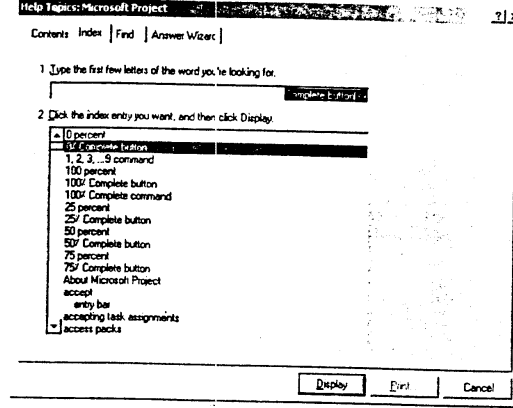 Help Topics: Microsoft Project
Contents Index Find Answer Wizard
1 Type the first few letters of the word you're looking for.
Complete button
2 Click the index entry you want, and then click Display.
0 percent
0% Complete button
1, 2, 3, ...9 command
100 percent
100% Complete button
100% Complete command
25 percent
25% Complete button
50 percent
50% Complete button
75 percent
75% Complete button
About Microsoft Project
accept
entry bar
accepting task assignments
access packs
Display Print Cancel